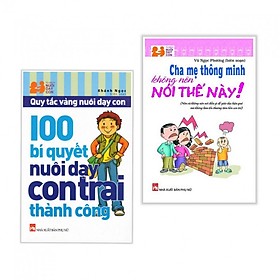 Khánh Ngọc
Quy tắc vàng nuôi dạy con
100
bí quyết
nuôi dạy
con trai
thành công
NHÀ XUẤT BẢN PHỤ NỮ
Vũ Ngọc Phương (biên soạn)
Cha mẹ thông minh
không nên
NÓI THẾ NÀY!
NHÀ XUẤT BẢN PHỤ NỮ